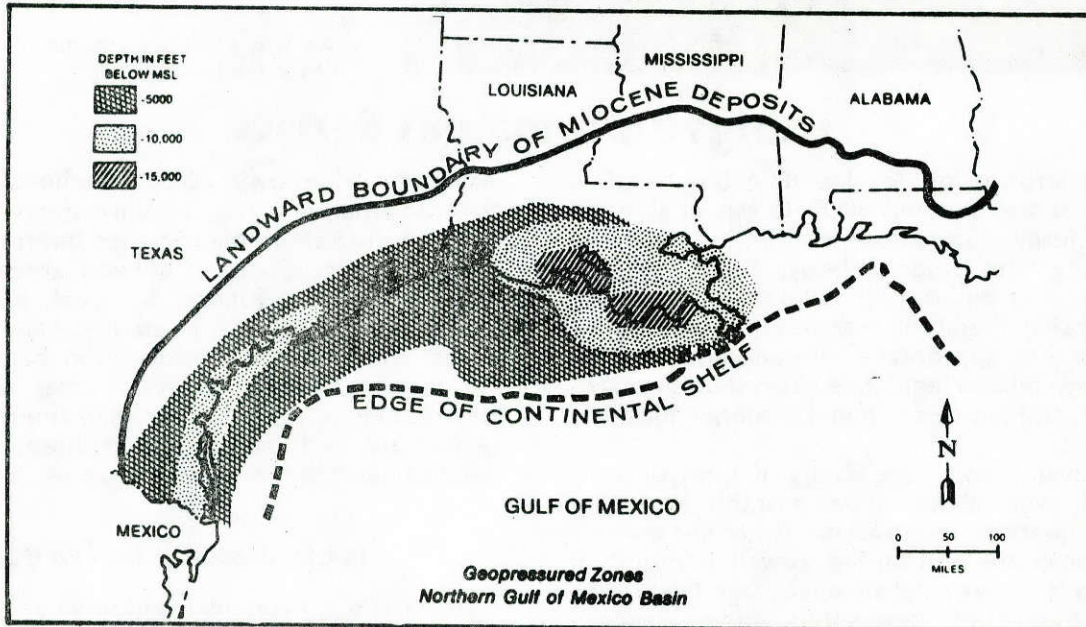 DEPTH IN FEET
BELOW MSL
-5000
-10,000
-15,000
LOUISIANA
MISSISSIPPI
ALABAMA
LANDWARD BOUNDARY OF MIOCENE DEPOSITS
TEXAS
EDGE OF CONTINENTAL SHELF
MEXICO
GULF OF MEXICO
N
0 50 100
MILES
Geopressured Zones
Northern Gulf of Mexico Basin